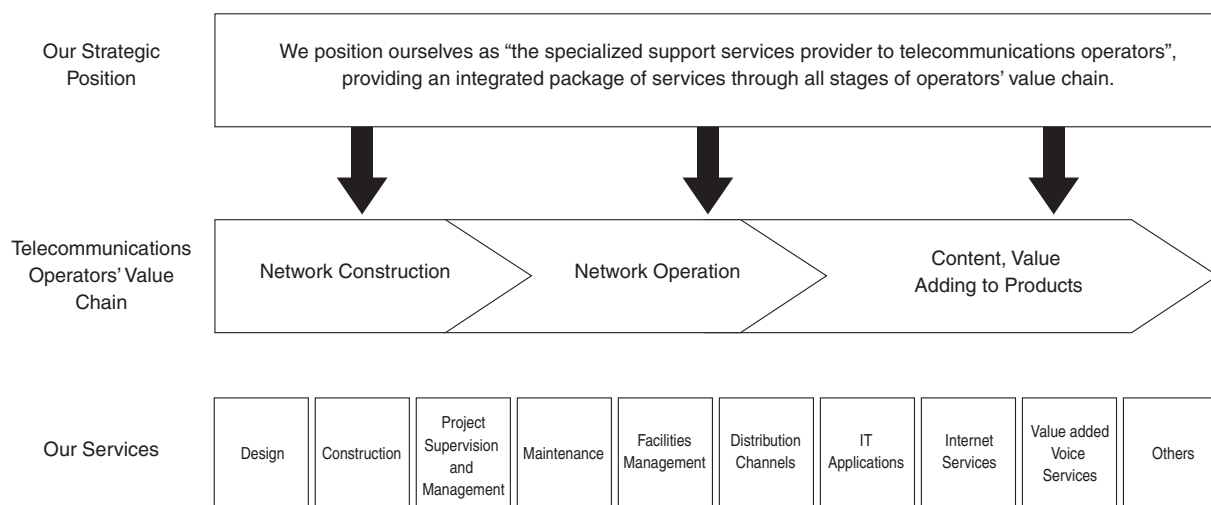 Our Strategic
Position
We position ourselves as “the specialized support services provider to telecommunications operators”,
providing an integrated package of services through all stages of operators’ value chain.
Telecommunications
Operators’ Value
Chain
Network Construction
Network Operation
Content, Value
Adding to Products
Our Services
Design
Construction
Project
Supervision
and
Management
Maintenance
Facilities
Management
Distribution
Channels
IT
Applications
Internet
Services
Value added
Voice
Services
Others